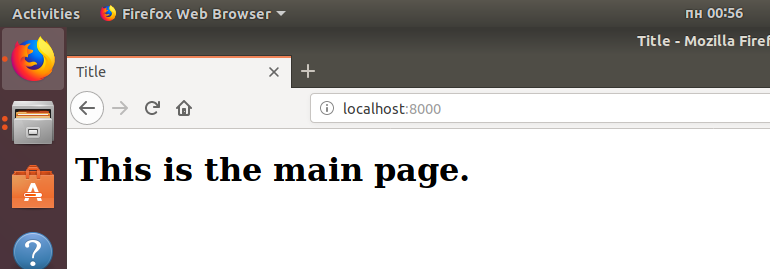 Activities Firefox Web Browser пн 00:56
Title - Mozilla Firef
Title
localhost:8000
This is the main page.